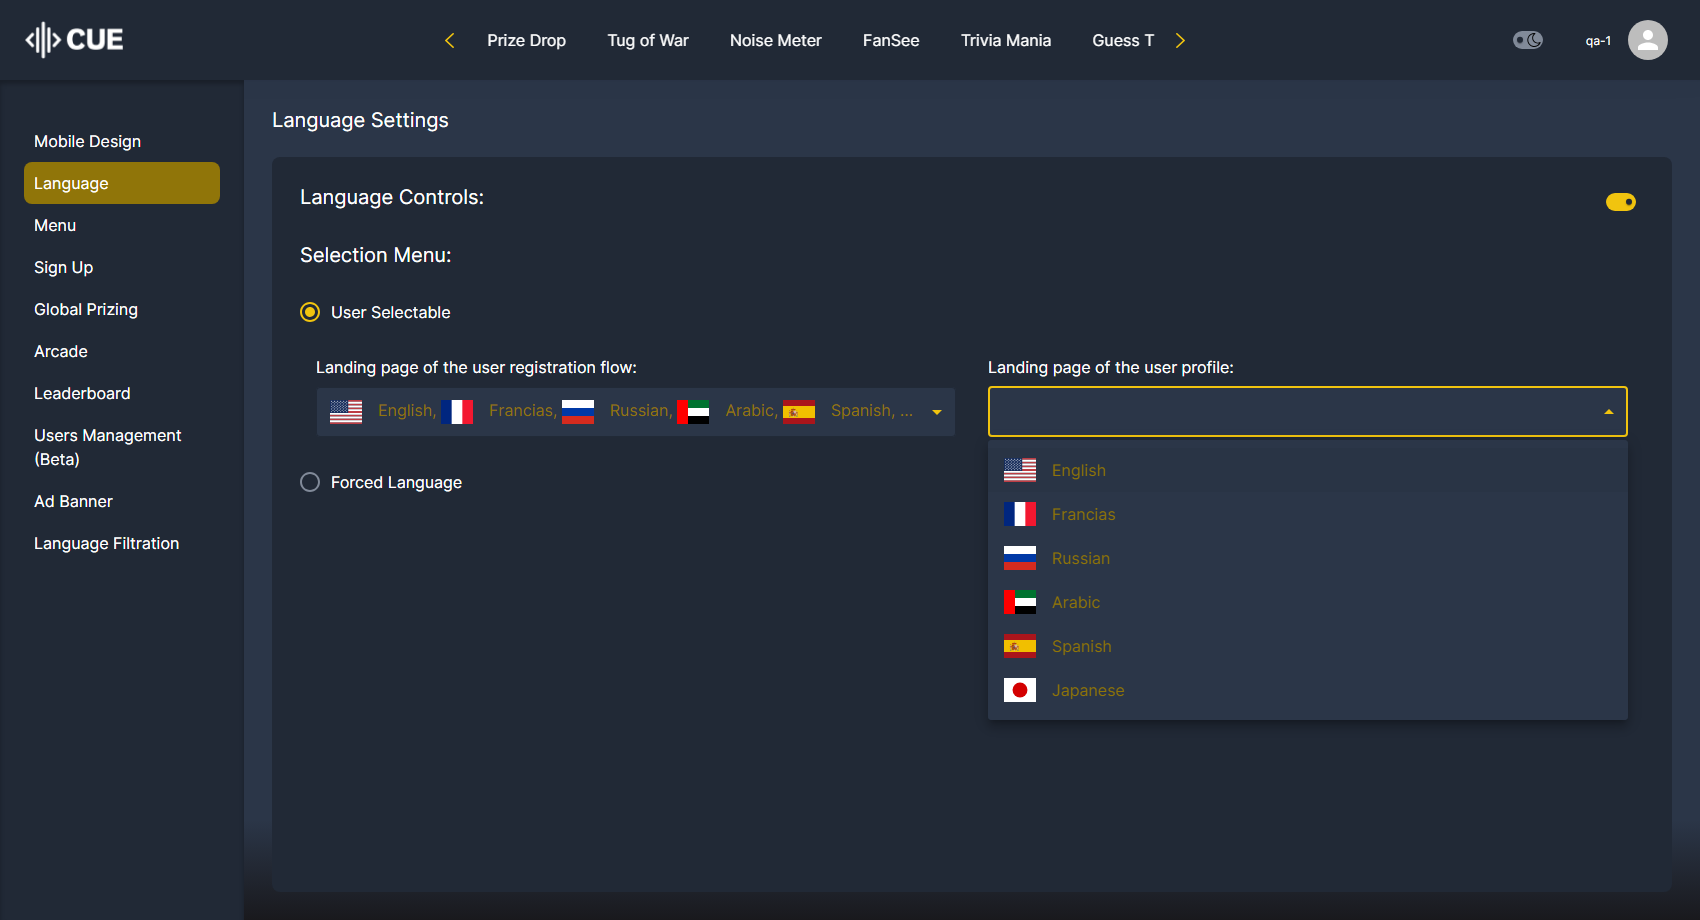 CUE
Prize Drop
Tug of War
Noise Meter
FanSee
Trivia Mania
Guess T
qa-1
Mobile Design
Language
Menu
Sign Up
Global Prizing
Arcade
Leaderboard
Users Management
(Beta)
Ad Banner
Language Filtration
Language Settings
Language Controls:
Selection Menu:
User Selectable
Landing page of the user registration flow:
English, Francias, Russian, Arabic, Spanish, ...
Forced Language
Landing page of the user profile:
English
Francias
Russian
Arabic
Spanish
Japanese